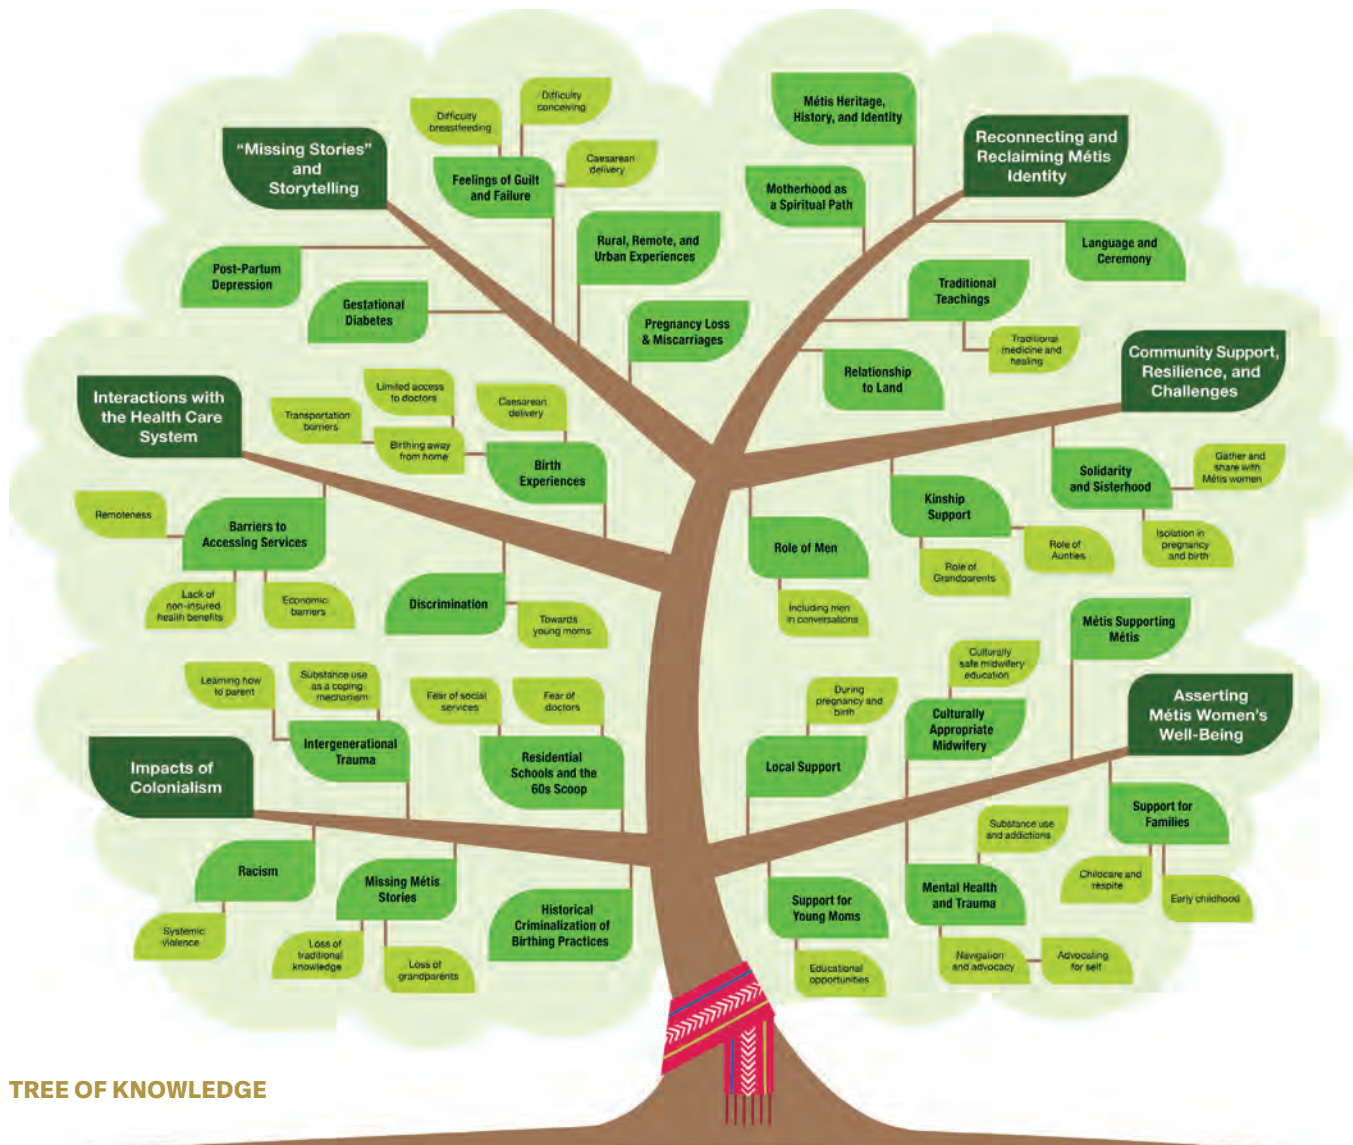 "Missing Stories"
and
Storytelling
Difficulty
breastfeeding
Difficulty
conceiving
Caesarean
delivery
Feelings of Guilt
and Failure
Rural, Remote, and
Urban Experiences
Post-Partum
Depression
Gestational
Diabetes
Pregnancy Loss
& Miscarriages
Métis Heritage,
History, and Identity
Reconnecting and
Reclaiming Métis
Identity
Motherhood as
a Spiritual Path
Language and
Ceremony
Traditional
Teachings
Traditional
medicine and
healing
Relationship
to Land
Interactions with
the Health Care
System
Limited access
to doctors
Transportation
barriers
Birthing away
from home
Caesarean
delivery
Birth
Experiences
Remoteness
Barriers to
Accessing Services
Lack of
non-insured
health benefits
Economic
barriers
Discrimination
Towards
young moms
Community Support,
Resilience, and
Challenges
Solidarity
and Sisterhood
Gather and
share with
Métis women
Isolation in
pregnancy
and birth
Kinship
Support
Role of
Aunties
Role of
Grandparents
Role of Men
Including men
in conversations
Impacts of
Colonialism
Learning how
to parent
Substance use
as a coping
mechanism
Intergenerational
Trauma
Fear of social
services
Fear of
doctors
Residential
Schools and the
60s Scoop
Racism
Systemic
violence
Missing Métis
Stories
Loss of
traditional
knowledge
Loss of
grandparents
Historical
Criminalization of
Birthing Practices
Métis Supporting
Métis
Asserting
Métis Women's
Well-Being
Culturally
safe midwifery
education
Culturally
Appropriate
Midwifery
During
pregnancy and
birth
Local Support
Support for
Families
Childcare and
respite
Early childhood
Substance use
and addictions
Mental Health
and Trauma
Navigation
and advocacy
Advocating
for self
Support for
Young Moms
Educational
opportunities
TREE OF KNOWLEDGE